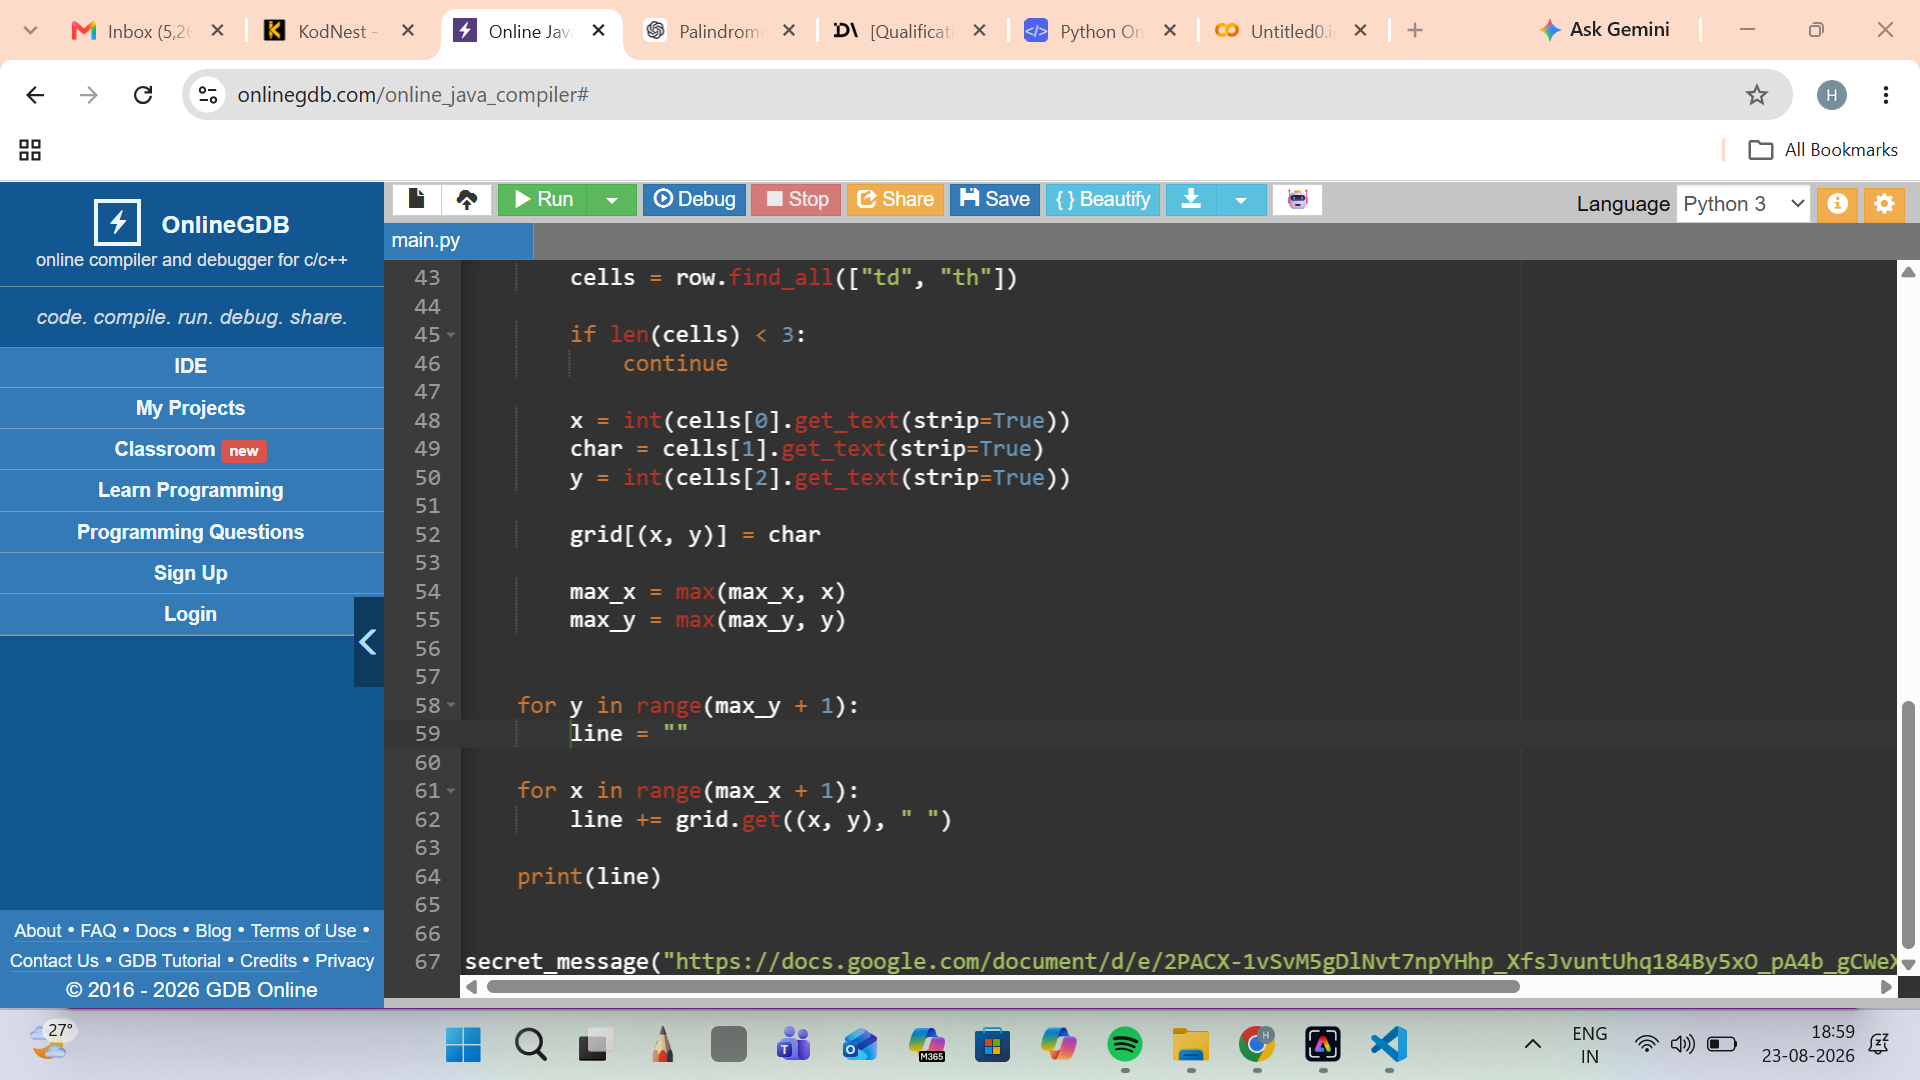 Inbox (5,26
KodNest -
Online Jav
Palindrom
[Qualificati
Python On
Untitled0.i
Ask Gemini
onlinegdb.com/online_java_compiler#
H
All Bookmarks
OnlineGDB
online compiler and debugger for c/c++
code. compile. run. debug. share.
IDE
My Projects
Classroom new
Learn Programming
Programming Questions
Sign Up
Login
About • FAQ • Docs • Blog • Terms of Use •
Contact Us • GDB Tutorial • Credits • Privacy
© 2016 - 2026 GDB Online
Run
Debug
Stop
Share
Save
{ } Beautify
Language Python 3
main.py
43 cells = row.find_all(["td", "th"])
44
45 if len(cells) < 3:
46 continue
47
48 x = int(cells[0].get_text(strip=True))
49 char = cells[1].get_text(strip=True)
50 y = int(cells[2].get_text(strip=True))
51
52 grid[(x, y)] = char
53
54 max_x = max(max_x, x)
55 max_y = max(max_y, y)
56
57
58 for y in range(max_y + 1):
59 line = ""
60
61 for x in range(max_x + 1):
62 line += grid.get((x, y), " ")
63
64 print(line)
65
66
67 secret_message("https://docs.google.com/document/d/e/2PACX-1vSvM5gDlNvt7npYHhp_XfsJvuntUhq184By5xO_pA4b_gCWeX
27°
M365
H
ENG
IN
18:59
23-08-2026